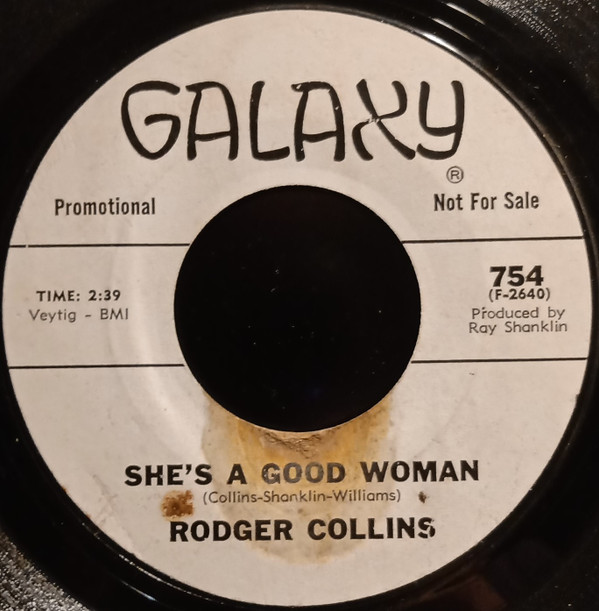 GALAXY
®
Promotional
Not For Sale
TIME: 2:39
Veytig - BMI
754
(F-2640)
Produced by
Ray Shanklin
SHE'S A GOOD WOMAN
(Collins-Shanklin-Williams)
RODGER COLLINS